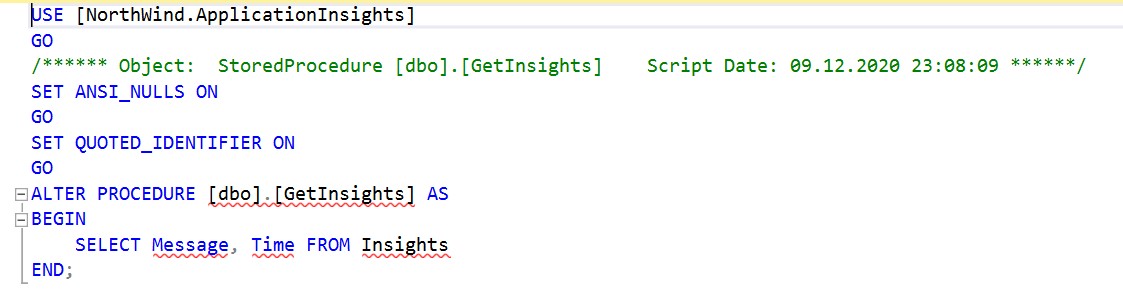 USE [NorthWind.ApplicationInsights]
GO
/****** Object:  StoredProcedure [dbo].[GetInsights]    Script Date: 09.12.2020 23:08:09 ******/
SET ANSI_NULLS ON
GO
SET QUOTED_IDENTIFIER ON
GO
ALTER PROCEDURE [dbo].[GetInsights] AS
BEGIN
    SELECT Message, Time FROM Insights
END;